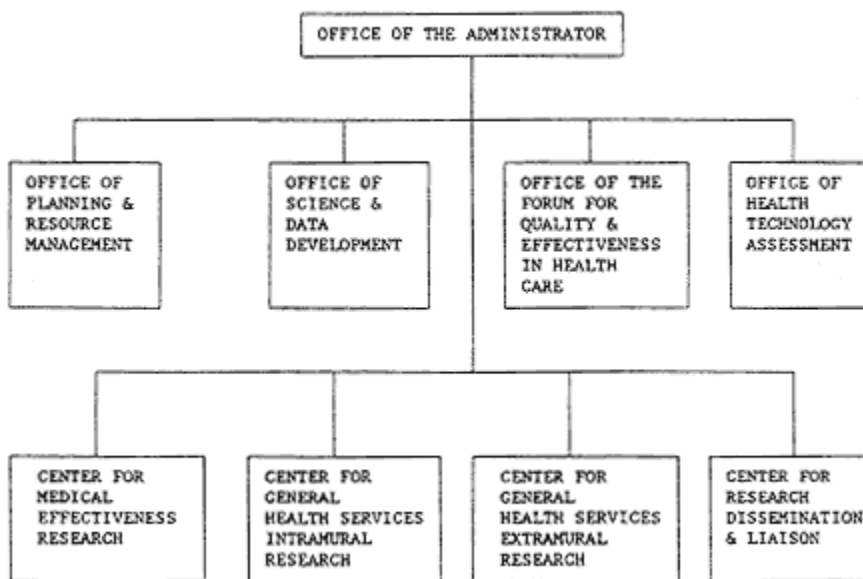 OFFICE OF THE ADMINISTRATOR
OFFICE OF
PLANNING &
RESOURCE
MANAGEMENT
OFFICE OF
SCIENCE &
DATA
DEVELOPMENT
OFFICE OF THE
FORUM FOR
QUALITY &
EFFECTIVENESS
IN HEALTH
CARE
OFFICE OF
HEALTH
TECHNOLOGY
ASSESSMENT
CENTER FOR
MEDICAL
EFFECTIVENESS
RESEARCH
CENTER FOR
GENERAL
HEALTH SERVICES
INTRAMURAL
RESEARCH
CENTER FOR
GENERAL
HEALTH SERVICES
EXTRAMURAL
RESEARCH
CENTER FOR
RESEARCH
DISSEMINATION
& LIAISON